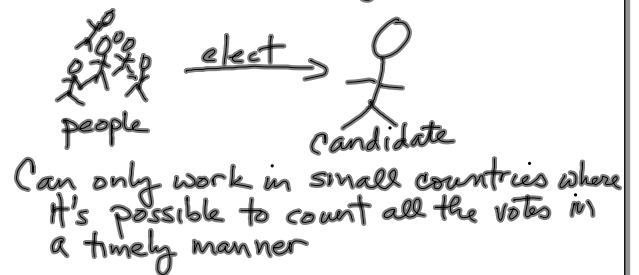 elect
people
candidate
Can only work in small countries where
it's possible to count all the votes in
a timely manner